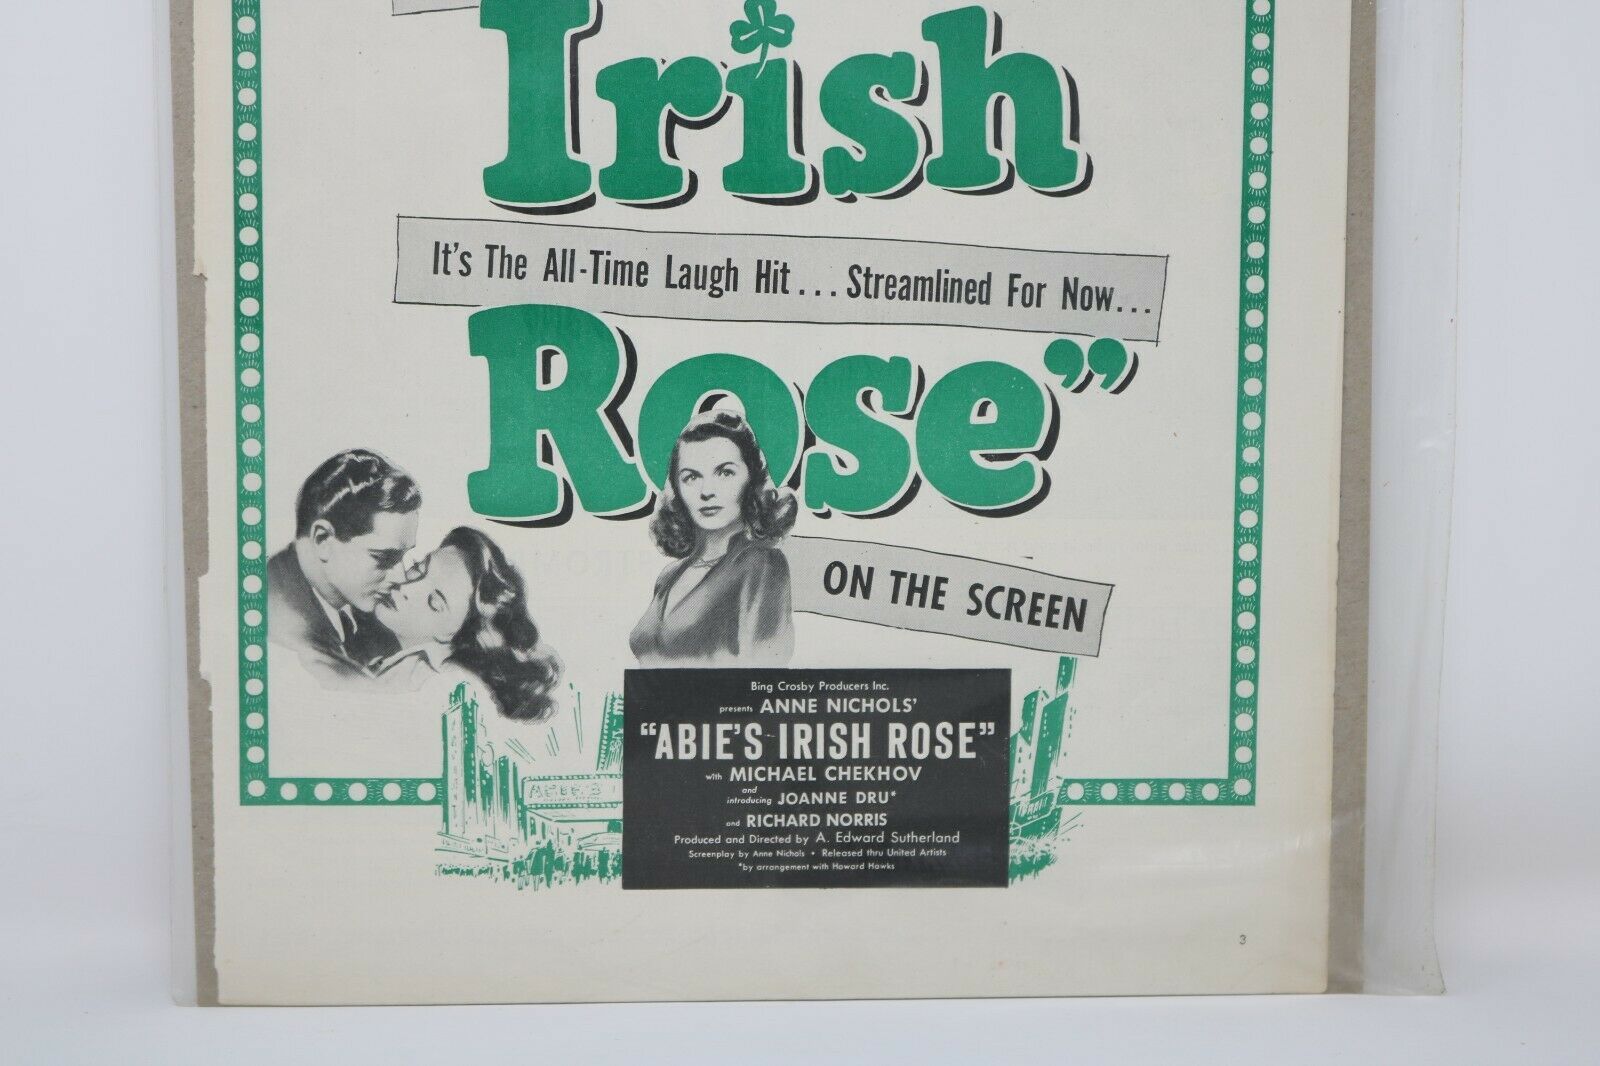 Irish
It's The All-Time Laugh Hit... Streamlined For Now...
Rose"
ON THE SCREEN
Bing Crosby Producers Inc.
presents ANNE NICHOLS'
"ABIE'S IRISH ROSE"
with MICHAEL CHEKHOV
and
introducing JOANNE DRU*
and RICHARD NORRIS
Produced and Directed by A. Edward Sutherland
Screenplay by Anne Nichols • Released thru United Artists
*by arrangement with Howard Hawks
ABIE'S
3